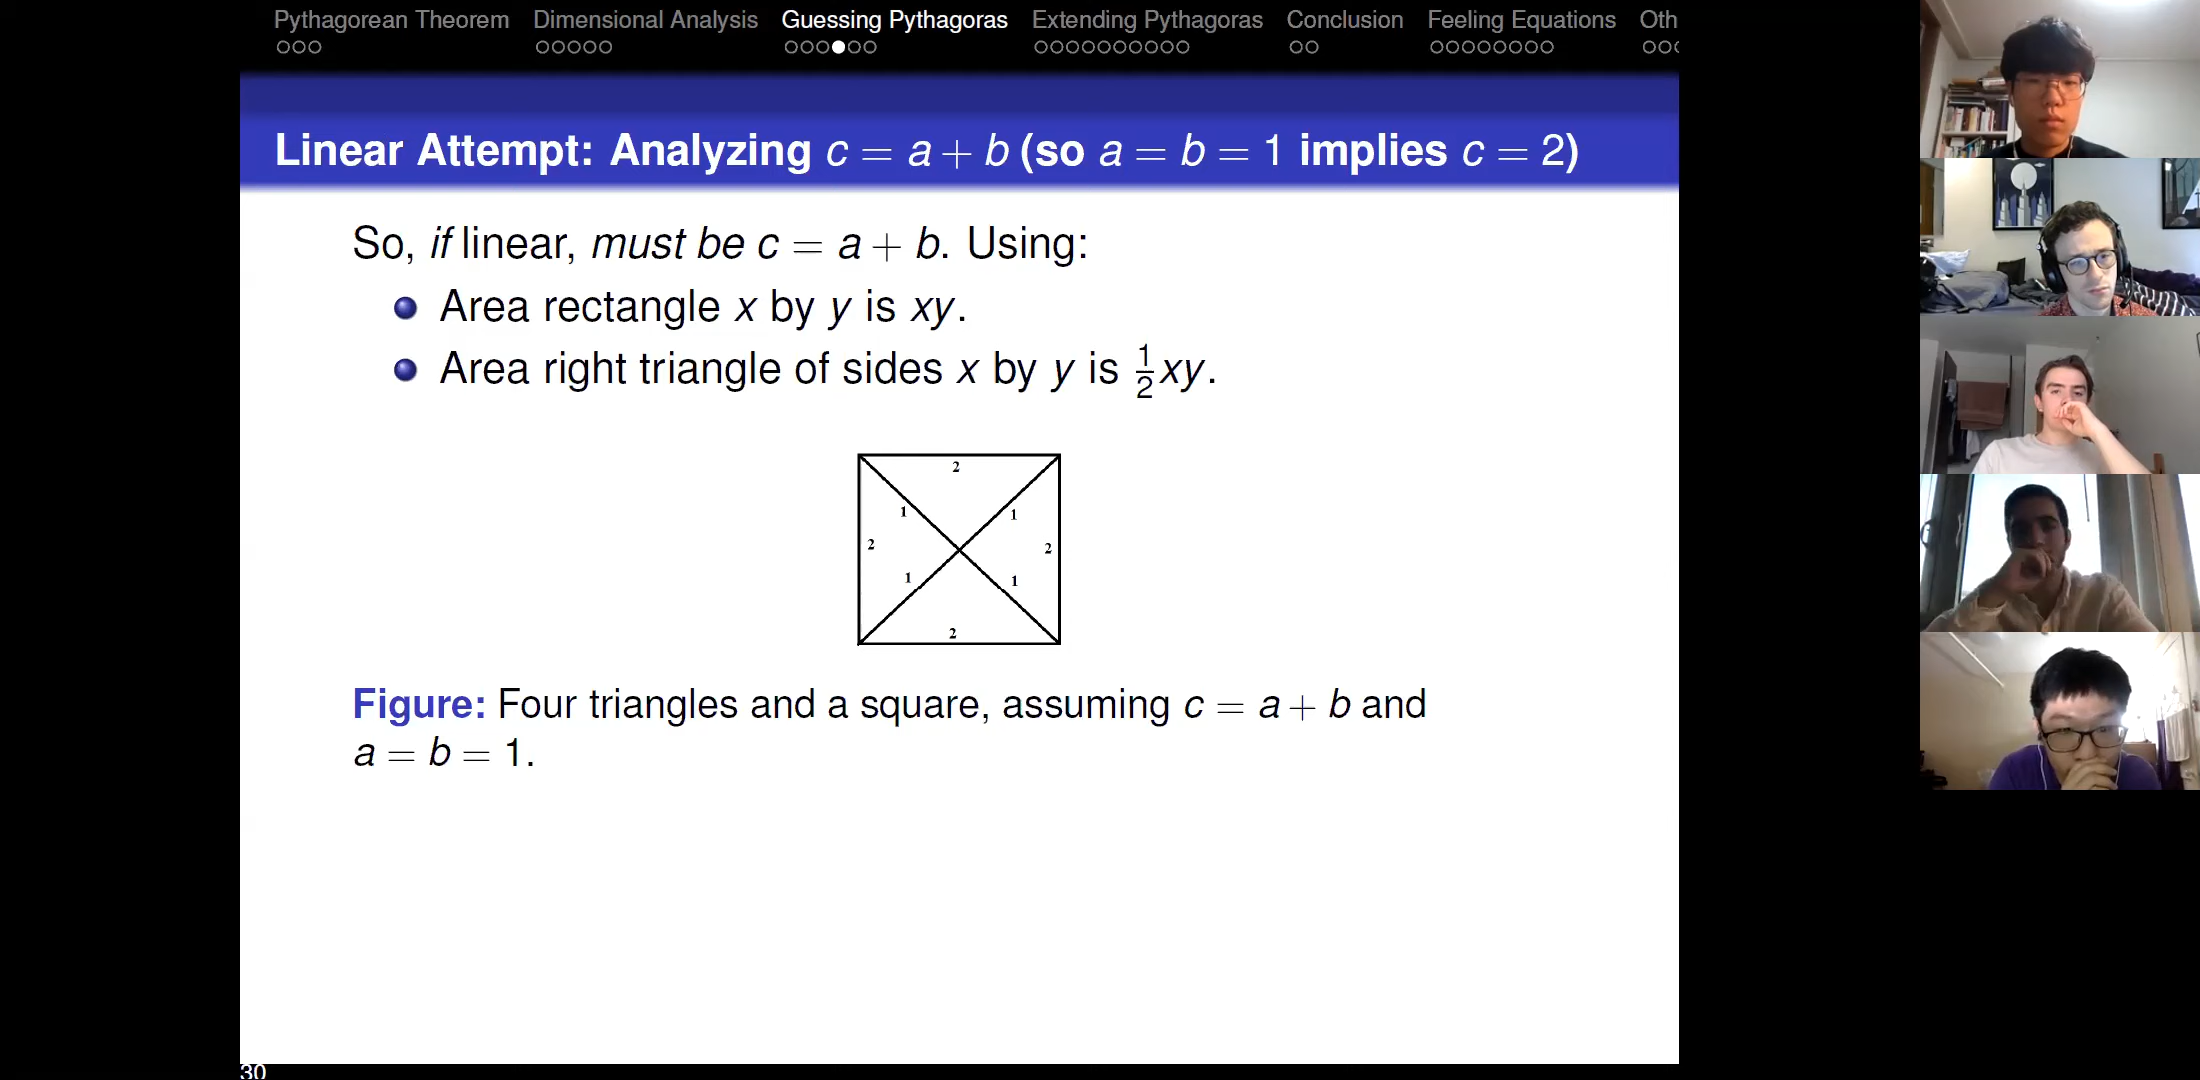 Pythagorean Theorem Dimensional Analysis Guessing Pythagoras Extending Pythagoras Conclusion Feeling Equations Oth
Linear Attempt: Analyzing c = a + b (so a = b = 1 implies c = 2)
So, if linear, must be c = a + b. Using:
Area rectangle x by y is xy.
Area right triangle of sides x by y is 1/2 xy.
2
1 1
2 2
1 1
2
Figure: Four triangles and a square, assuming c = a + b and
a = b = 1.
30